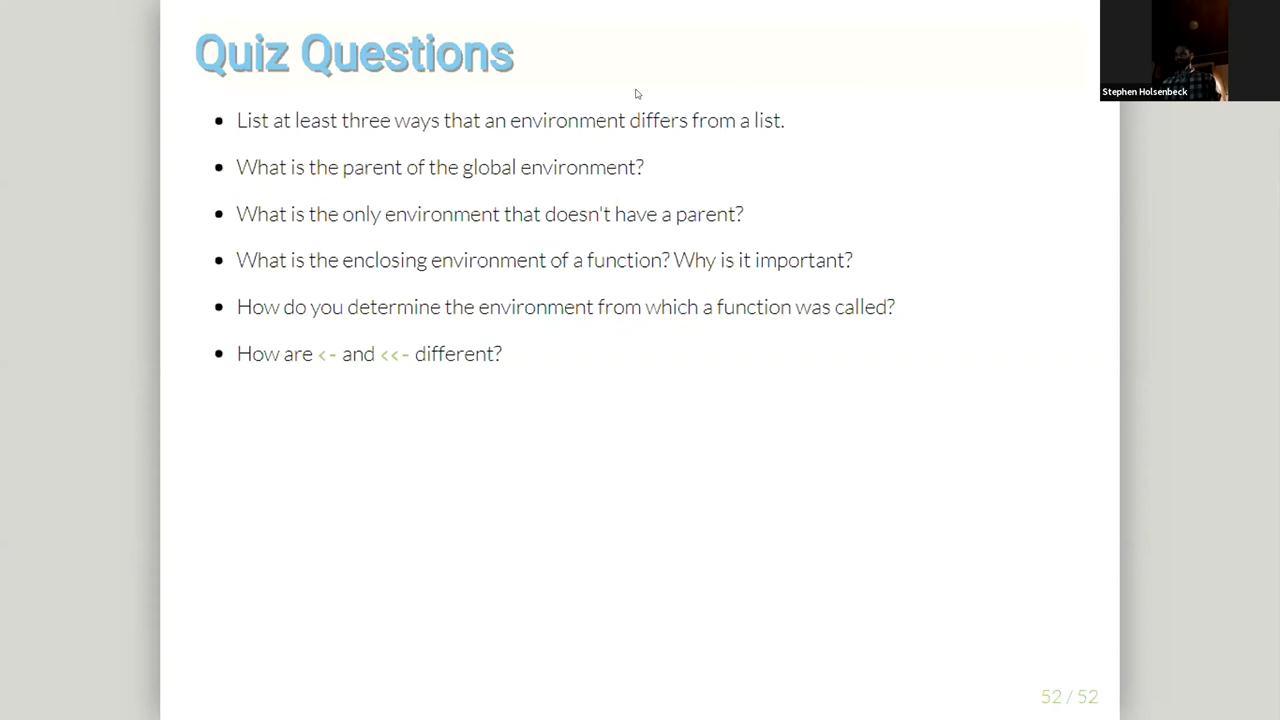 Quiz Questions
Stephen Holsenbeck
• List at least three ways that an environment differs from a list.
• What is the parent of the global environment?
• What is the only environment that doesn't have a parent?
• What is the enclosing environment of a function? Why is it important?
• How do you determine the environment from which a function was called?
• How are <- and <<- different?
52 / 52